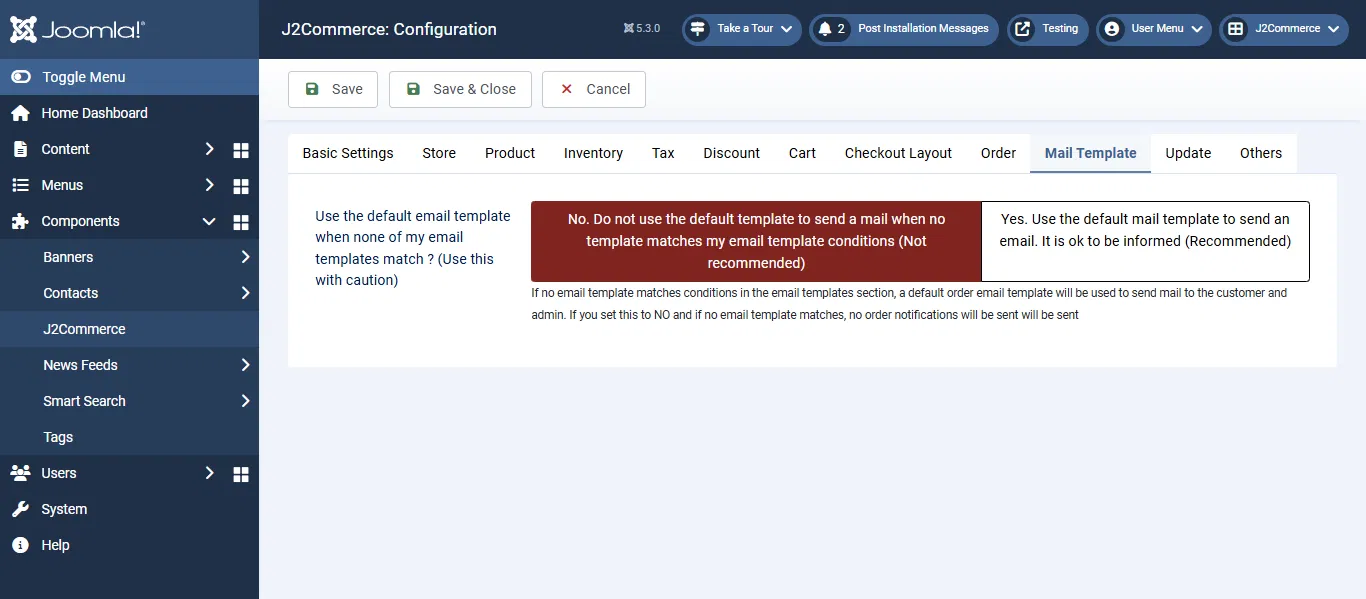 Joomla!
J2Commerce: Configuration
5.3.0
Take a Tour
2
Post Installation Messages
Testing
User Menu
J2Commerce
Toggle Menu
Home Dashboard
Content
Menus
Components
Banners
Contacts
J2Commerce
News Feeds
Smart Search
Tags
Users
System
Help
Save
Save & Close
Cancel
Basic Settings
Store
Product
Inventory
Tax
Discount
Cart
Checkout Layout
Order
Mail Template
Update
Others
Use the default email template
when none of my email
templates match ? (Use this
with caution)
No. Do not use the default template to send a mail when no
template matches my email template conditions (Not
recommended)
Yes. Use the default mail template to send an
email. It is ok to be informed (Recommended)
If no email template matches conditions in the email templates section, a default order email template will be used to send mail to the customer and
admin. If you set this to NO and if no email template matches, no order notifications will be sent will be sent